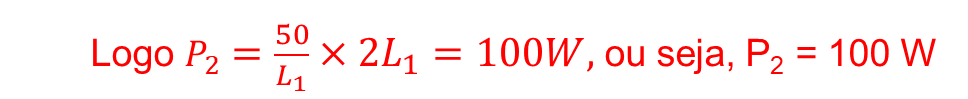 Logo P₂ = 50/L₁ × 2L₁ = 100W, ou seja, P₂ = 100 W